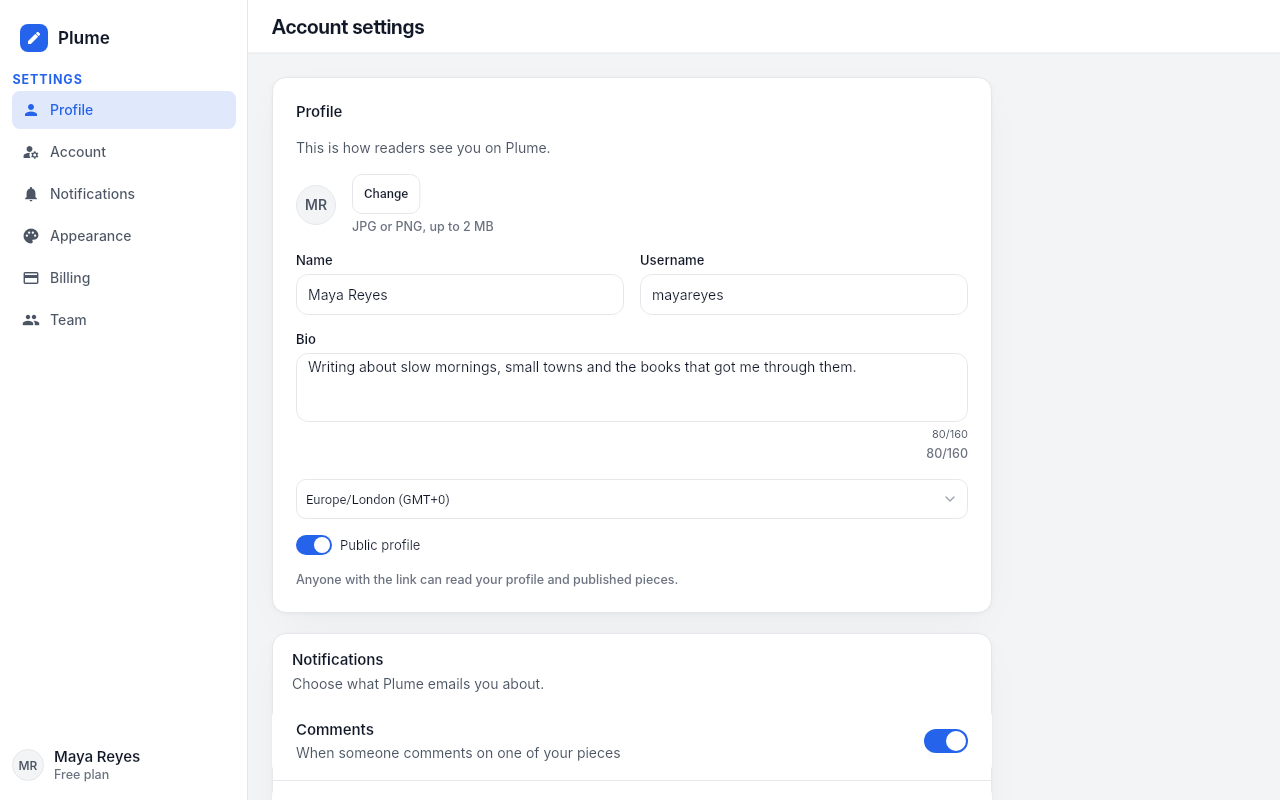 Plume
SETTINGS
Profile
Account
Notifications
Appearance
Billing
Team
MR
Maya Reyes
Free plan
Account settings
Profile
This is how readers see you on Plume.
MR
Change
JPG or PNG, up to 2 MB
Name
Username
Maya Reyes
mayareyes
Bio
Writing about slow mornings, small towns and the books that got me through them.
80/160
80/160
Europe/London (GMT+0)
Public profile
Anyone with the link can read your profile and published pieces.
Notifications
Choose what Plume emails you about.
Comments
When someone comments on one of your pieces